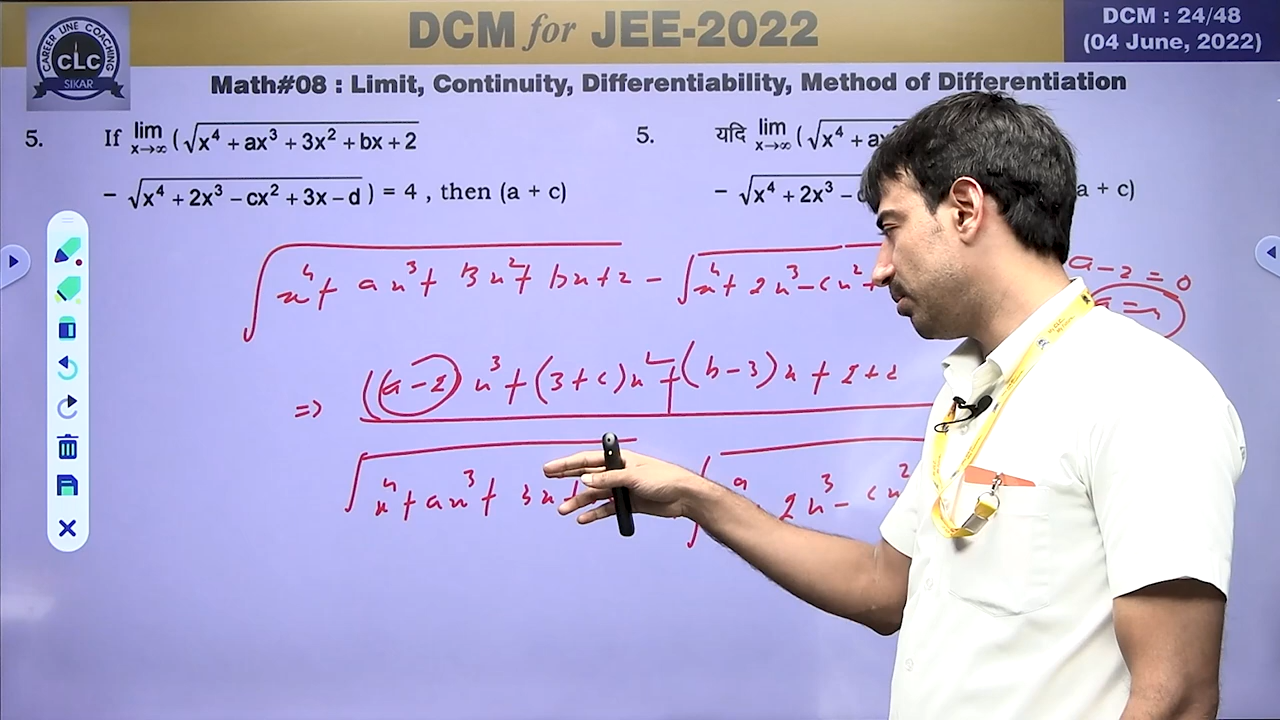 DCM for JEE-2022
DCM : 24/48
(04 June, 2022)
CAREER LINE COACHING
CLC
SIKAR
Math#08 : Limit, Continuity, Differentiability, Method of Differentiation
5. If lim x→∞ (√x⁴ + ax³ + 3x² + bx + 2
− √x⁴ + 2x³ − cx² + 3x − d ) = 4 , then (a + c)
5. यदि lim x→∞ (√x⁴ + a
− √x⁴ + 2x³ − a + c)
√x⁴ + ax³ + 3x² + bx + 2 − √x⁴ + 2x³ − cx² +
a − 2 = 0
⇒ (a − 2) x³ + (3 + c) x² + (b − 3) x + 2 + d
√x⁴ + ax³ + 3x 2x³ − cx²